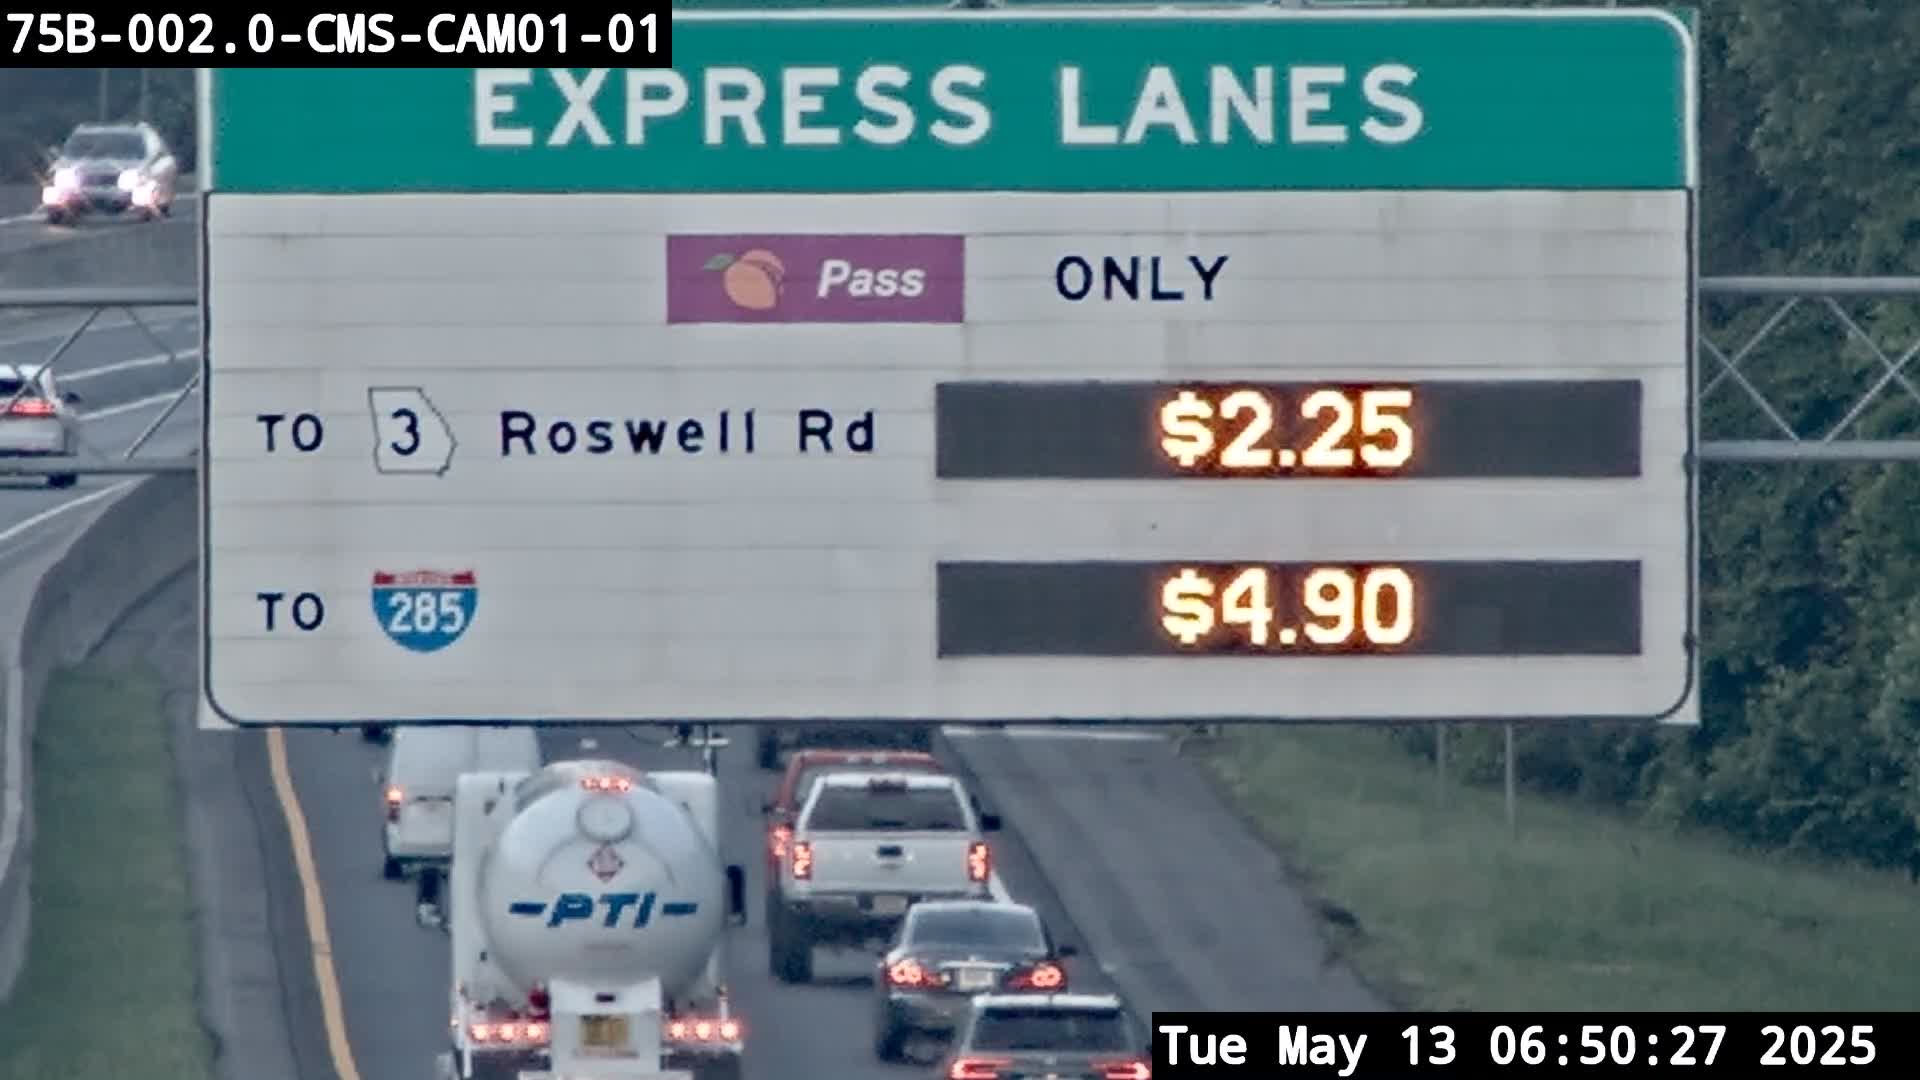 75B-002.0-CMS-CAM01-01
EXPRESS LANES
Pass ONLY
TO 3 Roswell Rd $2.25
TO 285 $4.90
-PTI-
Tue May 13 06:50:27 2025